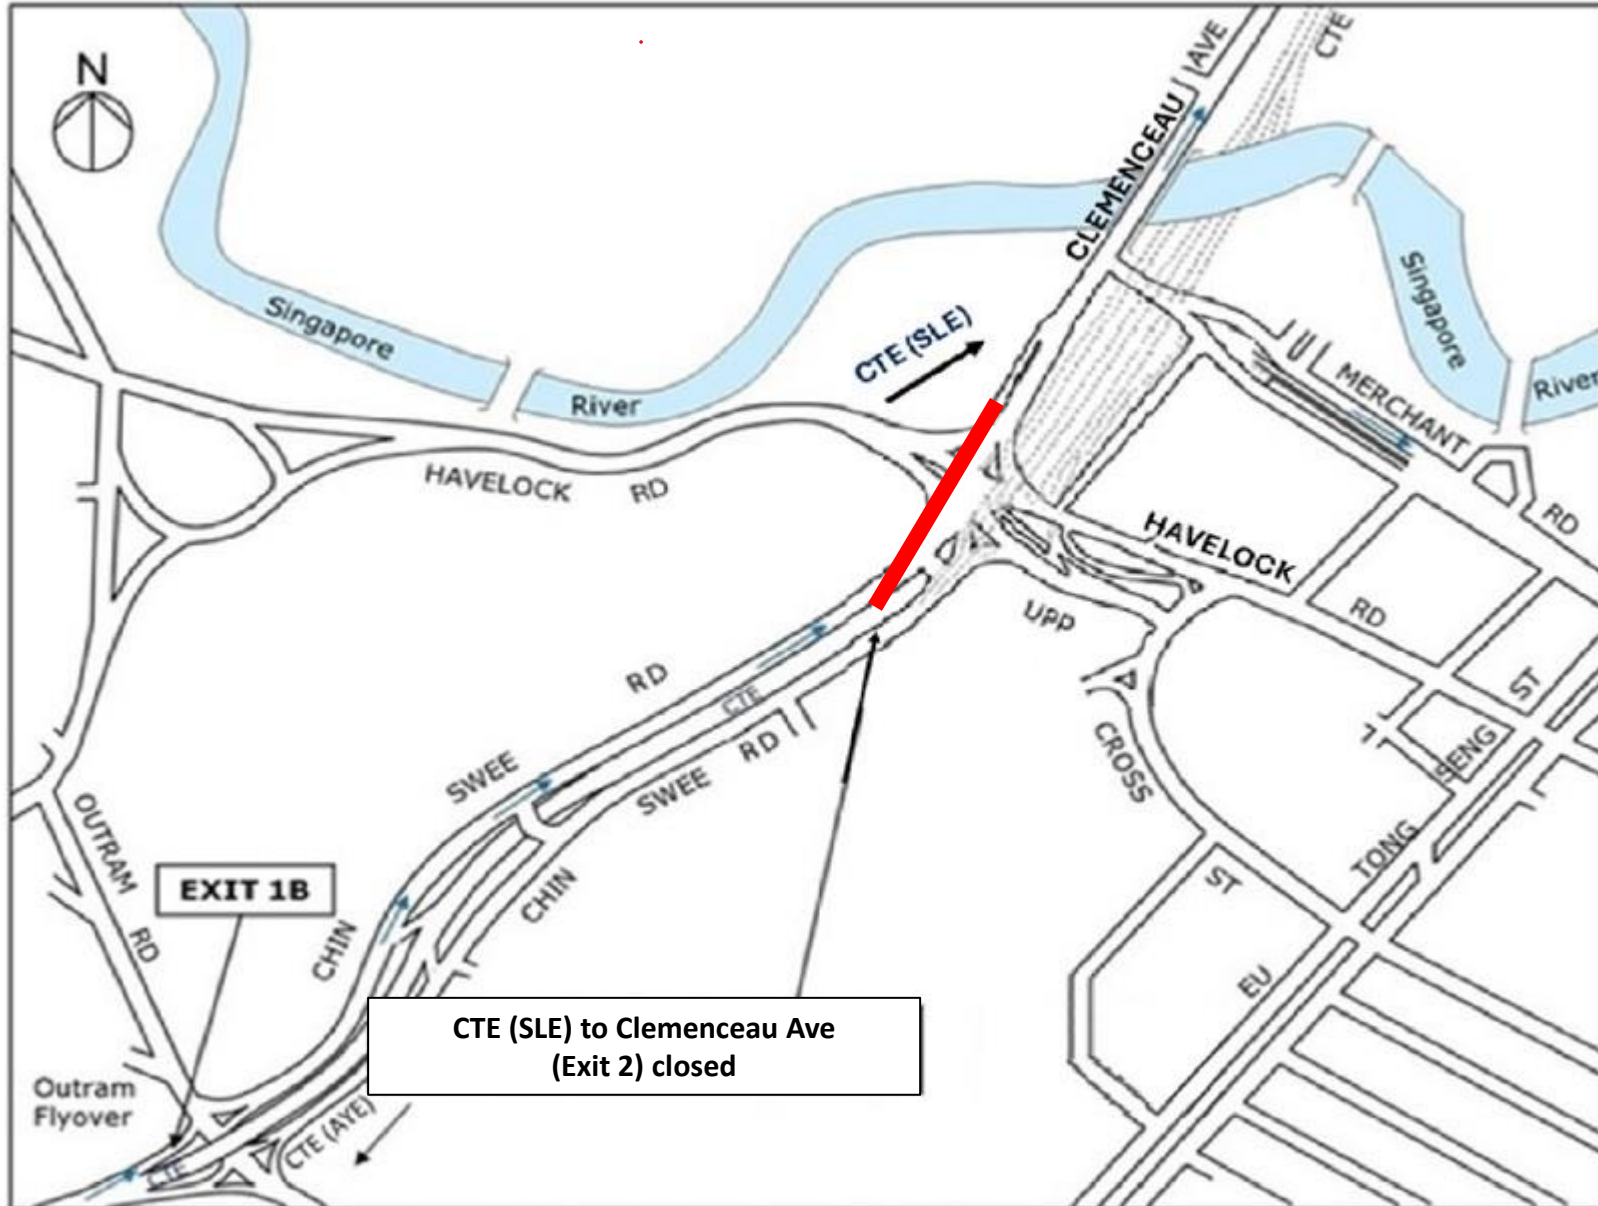 N
AVE
CTE
CLEMENCEAU
Singapore
River
CTE (SLE)
Singapore
River
MERCHANT
RD
HAVELOCK
RD
HAVELOCK
RD
UPP
CROSS
ST
RD
SWEE
CTE
RD
SWEE
CHIN
CHIN
ST
SENG
TONG
EU
OUTRAM
RD
EXIT 1B
CTE (SLE) to Clemenceau Ave
(Exit 2) closed
Outram
Flyover
CTE
CTE (AYE)